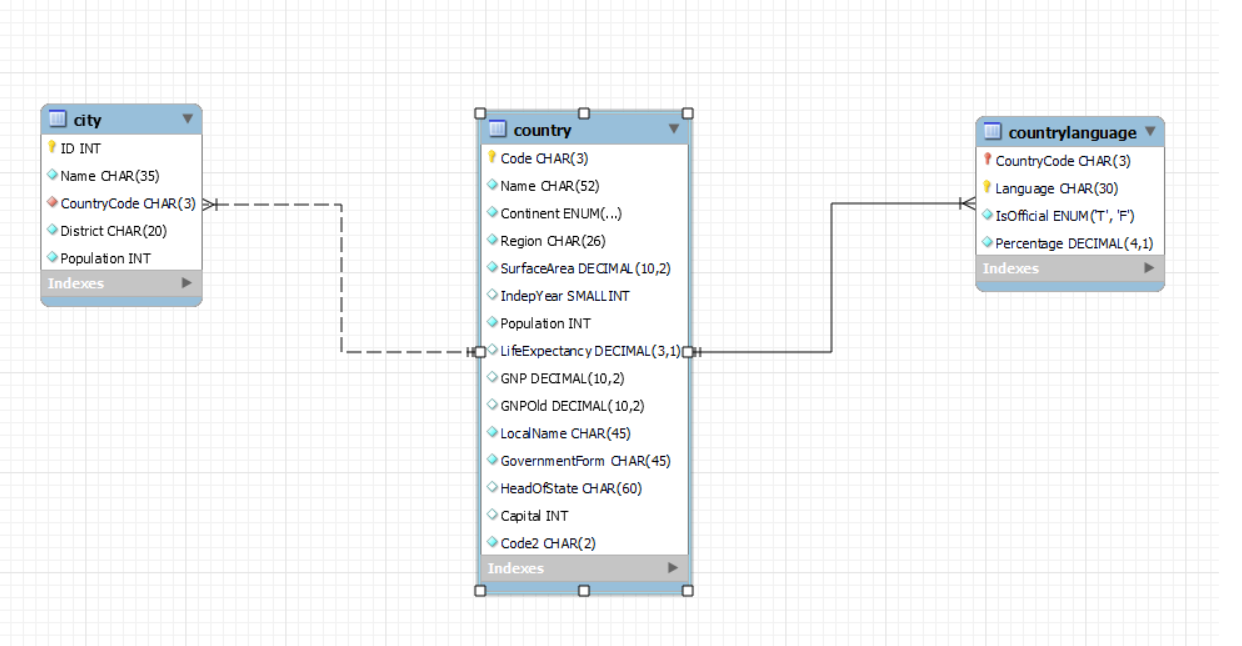 city
ID INT
Name CHAR(35)
CountryCode CHAR(3)
District CHAR(20)
Population INT
Indexes
country
Code CHAR(3)
Name CHAR(52)
Continent ENUM(...)
Region CHAR(26)
SurfaceArea DECIMAL(10,2)
IndepYear SMALLINT
Population INT
LifeExpectancy DECIMAL(3,1)
GNP DECIMAL(10,2)
GNPOld DECIMAL(10,2)
LocalName CHAR(45)
GovernmentForm CHAR(45)
HeadOfState CHAR(60)
Capital INT
Code2 CHAR(2)
Indexes
countrylanguage
CountryCode CHAR(3)
Language CHAR(30)
IsOfficial ENUM('T', 'F')
Percentage DECIMAL(4,1)
Indexes